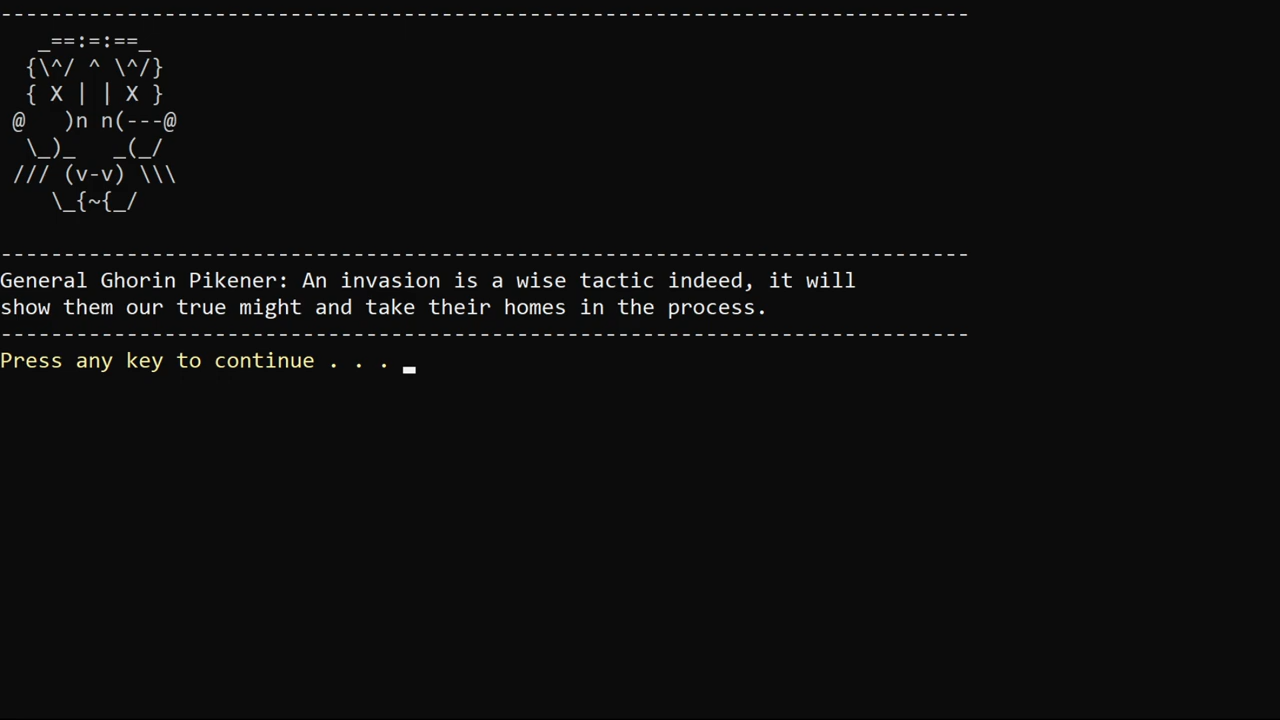 -----------------------------------------------------------------------------
   _==:=:==_
  {\^/ ^ \^/}
  { X | | X }
 @   )n n(---@
  \_)_   _(_/
 /// (v-v) \\\
    \_{~{_/
-----------------------------------------------------------------------------
General Ghorin Pikener: An invasion is a wise tactic indeed, it will
show them our true might and take their homes in the process.
-----------------------------------------------------------------------------
Press any key to continue . . . _